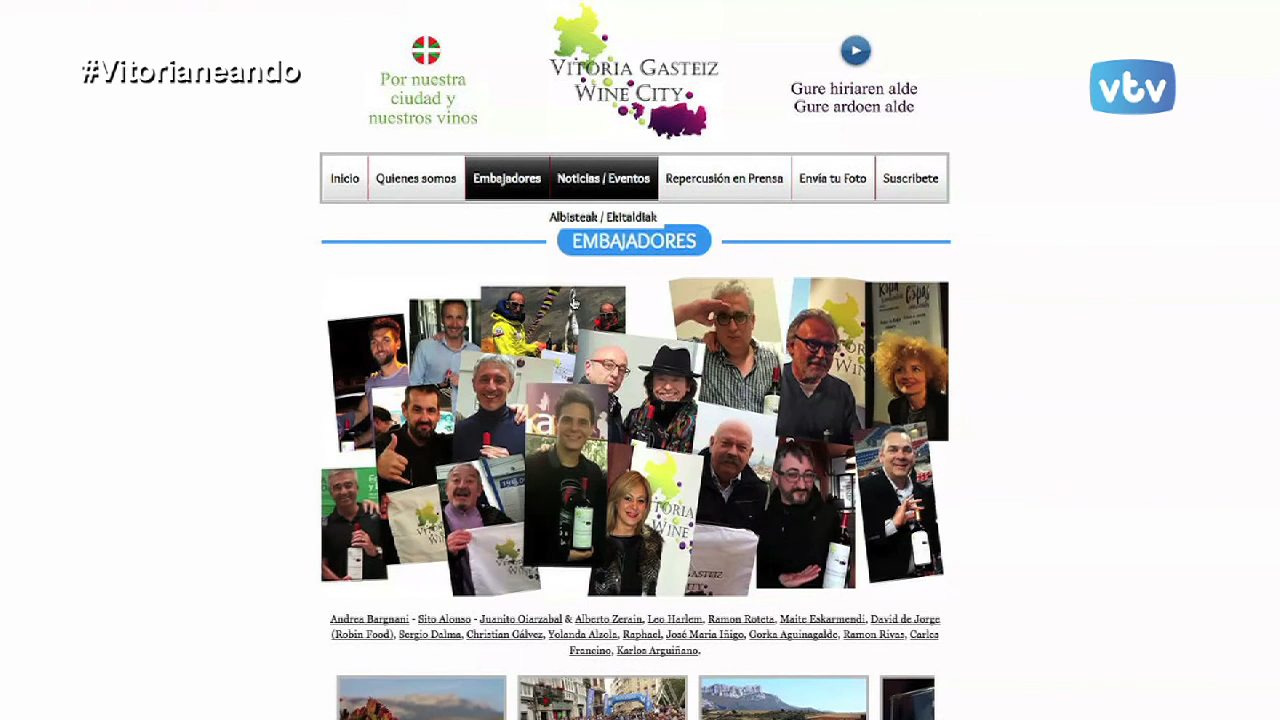 #Vitorianeando
Por nuestra
ciudad y
nuestros vinos
VITORIA GASTEIZ
WINE CITY
Gure hiriaren alde
Gure ardoen alde
vtv
Inicio
Quienes somos
Embajadores
Noticias / Eventos
Repercusión en Prensa
Envía tu Foto
Suscribete
Albisteak / Ekitaldiak
EMBAJADORES
VITORIA
WINE
Andrea Bargnani - Sito Alonso - Juanito Oiarzabal & Alberto Zerain, Leo Harlem, Ramon Roteta, Maite Eskarmendi, David de Jorge
(Robin Food), Sergio Dalma, Christian Gálvez, Yolanda Alzola, Raphael, José Maria Iñigo, Gorka Aguinagalde, Ramon Rivas, Carlos
Francino, Karlos Arguiñano.